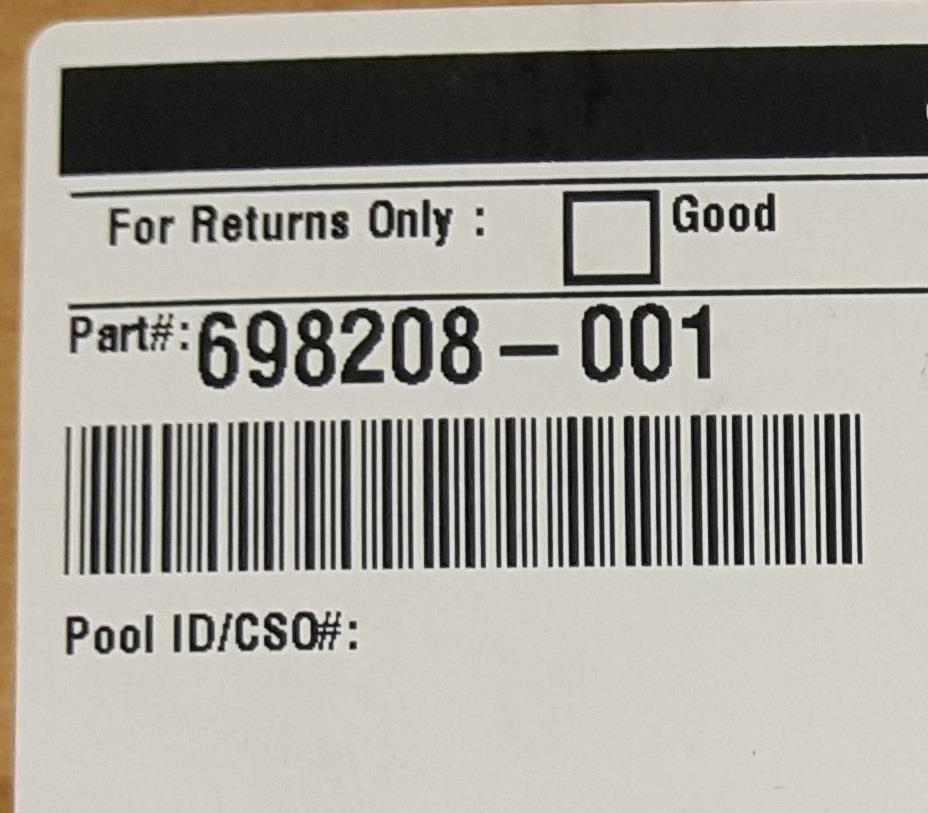 For Returns Only : Good
Part#:698208-001
Pool ID/CSO#: